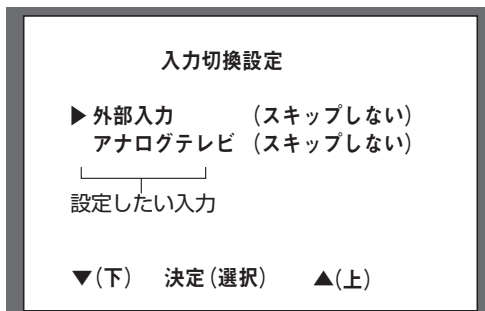 入力切換設定
▶外部入力 (スキップしない)
アナログテレビ (スキップしない)
設定したい入力
▼(下) 決定(選択) ▲(上)